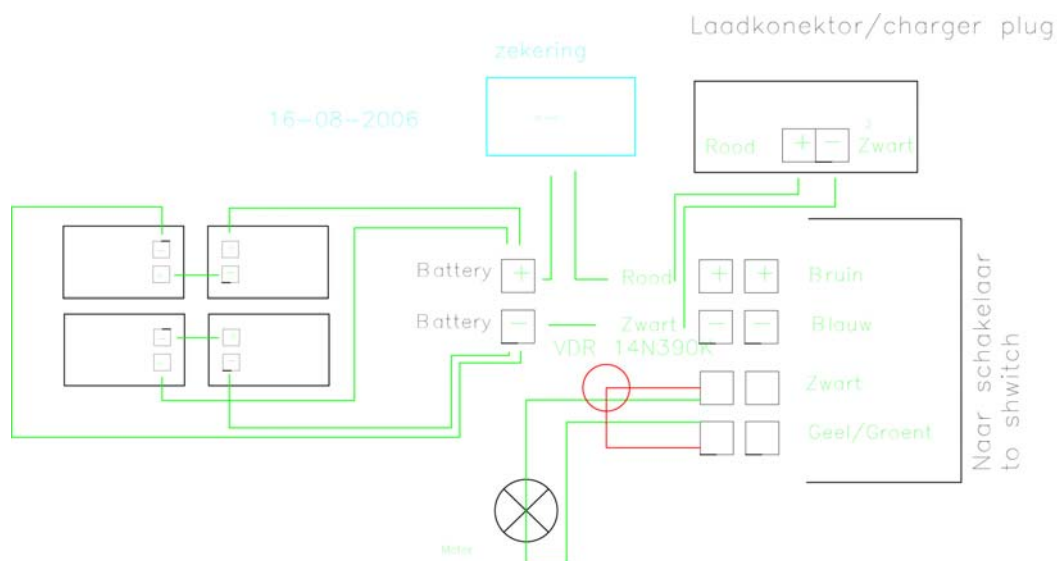 Laadkonektor/charger plug
zekering
16-08-2006
2
Rood + - Zwart
Battery + Rood + + Bruin
Battery - Zwart - - Blauw
VDR 14N390K
Zwart
Geel/Groent
Naar schakelaar
to shwitch
Motor